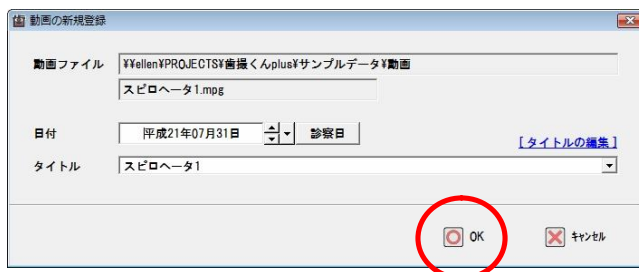 動画の新規登録
動画ファイル ¥¥ellen¥PROJECTS¥歯撮くんplus¥サンプルデータ¥動画
スピロヘータ1.mpg
日付 平成21年07月31日 診察日
[タイトルの編集]
タイトル スピロヘータ1
OK キャンセル